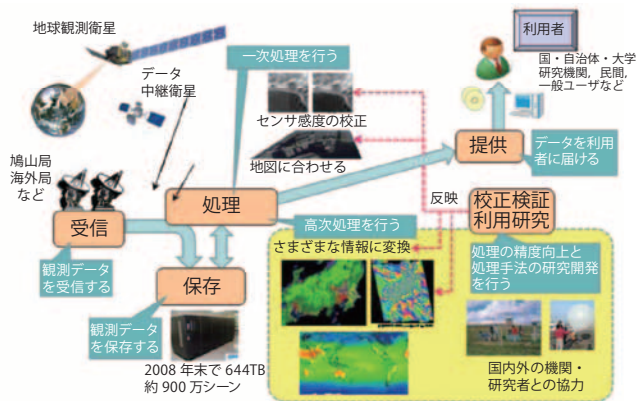 地球観測衛星
データ
中継衛星
一次処理を行う
利用者
国・自治体・大学
研究機関，民間，
一般ユーザなど
センサ感度の校正
地図に合わせる
提供
データを利用
者に届ける
鳩山局
海外局
など
受信
処理
反映
校正検証
利用研究
高次処理を行う
さまざまな情報に変換
処理の精度向上と
処理手法の研究開発
を行う
観測データ
を受信する
保存
観測データ
を保存する
2008 年末で 644TB
約 900 万シーン
国内外の機関・
研究者との協力